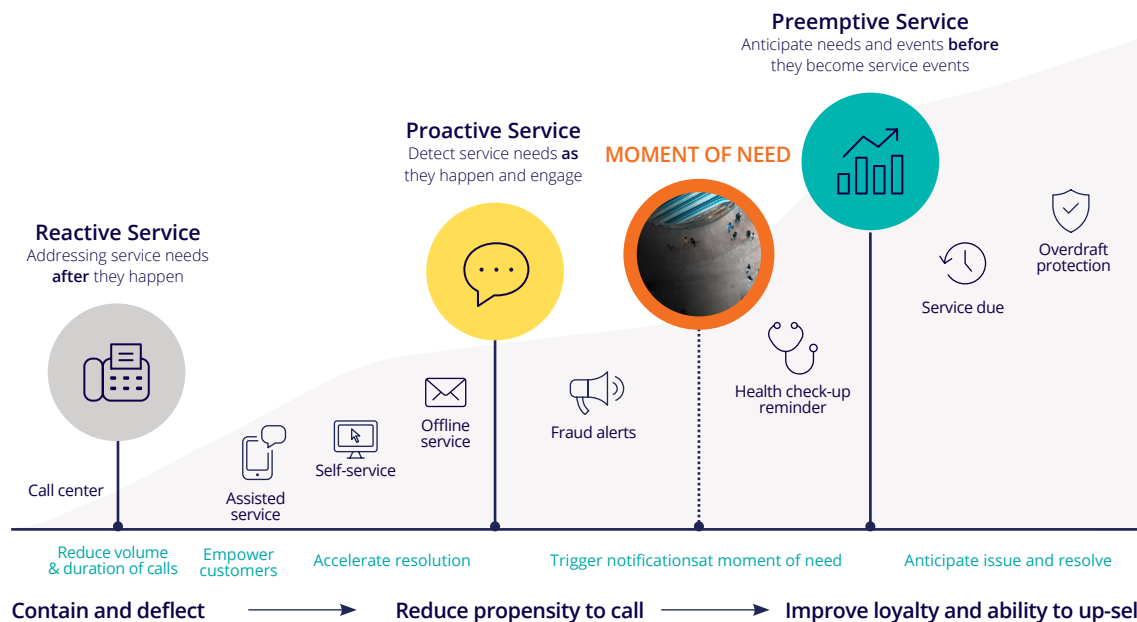 Preemptive Service
Anticipate needs and events before
they become service events
Proactive Service
Detect service needs as
they happen and engage
MOMENT OF NEED
Reactive Service
Addressing service needs
after they happen
Overdraft
protection
Service due
Health check-up
reminder
Offline
service
Fraud alerts
Self-service
Call center
Assisted
service
Reduce volume
& duration of calls
Empower
customers
Accelerate resolution
Trigger notificationsat moment of need
Anticipate issue and resolve
Contain and deflect
Reduce propensity to call
Improve loyalty and ability to up-sel